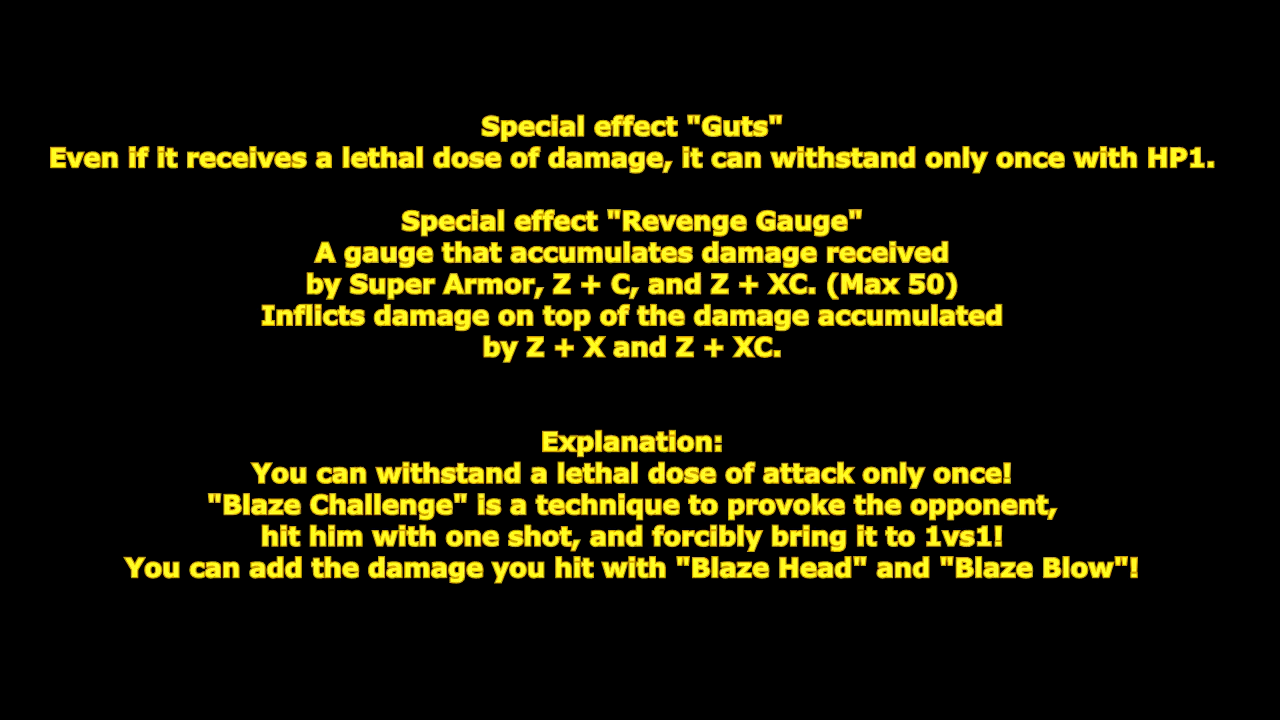 Special effect "Guts"
Even if it receives a lethal dose of damage, it can withstand only once with HP1.
Special effect "Revenge Gauge"
A gauge that accumulates damage received
by Super Armor, Z + C, and Z + XC. (Max 50)
Inflicts damage on top of the damage accumulated
by Z + X and Z + XC.
Explanation:
You can withstand a lethal dose of attack only once!
"Blaze Challenge" is a technique to provoke the opponent,
hit him with one shot, and forcibly bring it to 1vs1!
You can add the damage you hit with "Blaze Head" and "Blaze Blow"!